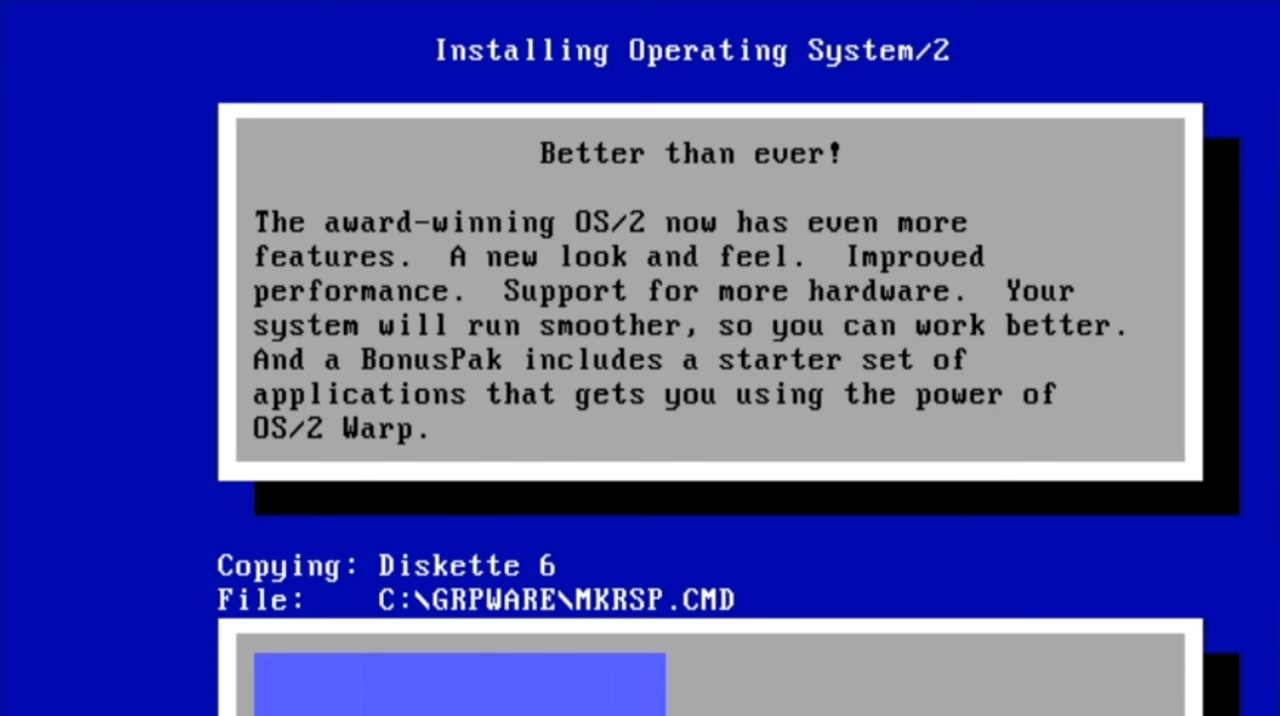 Installing Operating System/2
Better than ever!
The award-winning OS/2 now has even more
features.  A new look and feel.  Improved
performance.  Support for more hardware.  Your
system will run smoother, so you can work better.
And a BonusPak includes a starter set of
applications that gets you using the power of
OS/2 Warp.
Copying: Diskette 6
File:    C:\GRPWARE\MKRSP.CMD